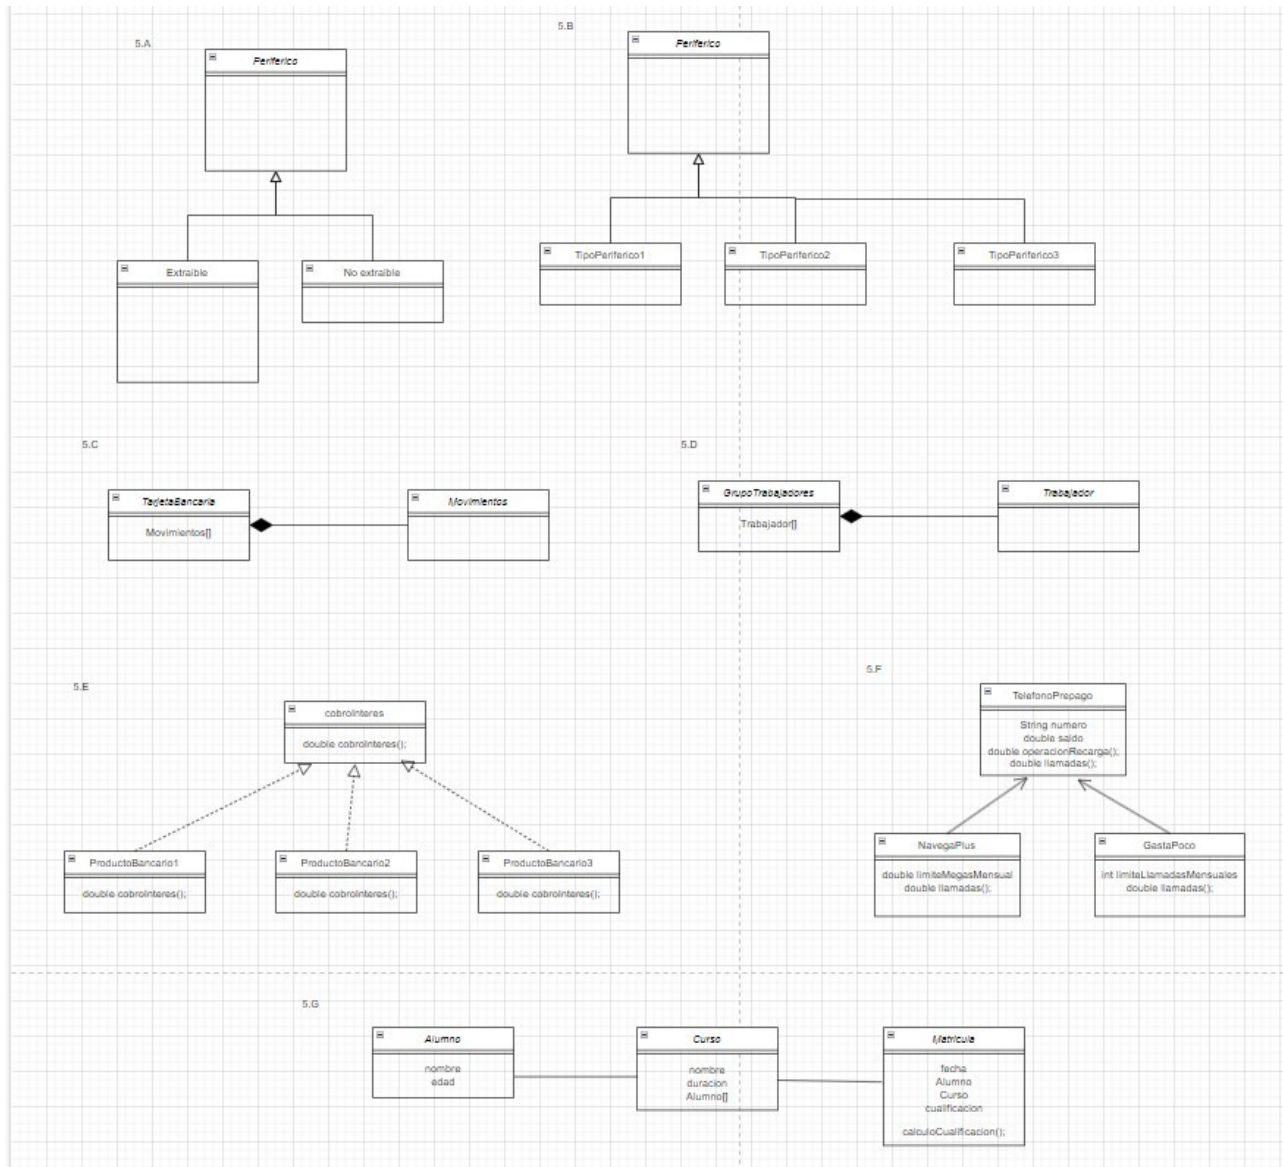 5.A
Periferico
Extraible
No extraible
5.B
Periferico
TipoPeriferico1
TipoPeriferico2
TipoPeriferico3
5.C
TarjetaBancaria
Movimientos[]
Movimientos
5.D
GrupoTrabajadores
Trabajador[]
Trabajador
5.E
cobroInteres
double cobroInteres();
ProductoBancario1
double cobroInteres();
ProductoBancario2
double cobroInteres();
ProductoBancario3
double cobroInteres();
5.F
TelefonoPrepago
String numero
double saldo
double operacionRecarga();
double llamadas();
NavegaPlus
double limiteMegasMensual
double llamadas();
GastaPoco
int limiteLlamadasMensuales
double llamadas();
5.G
Alumno
nombre
edad
Curso
nombre
duracion
Alumno[]
Matricula
fecha
Alumno
Curso
cualificacion
calculoCualificacion();